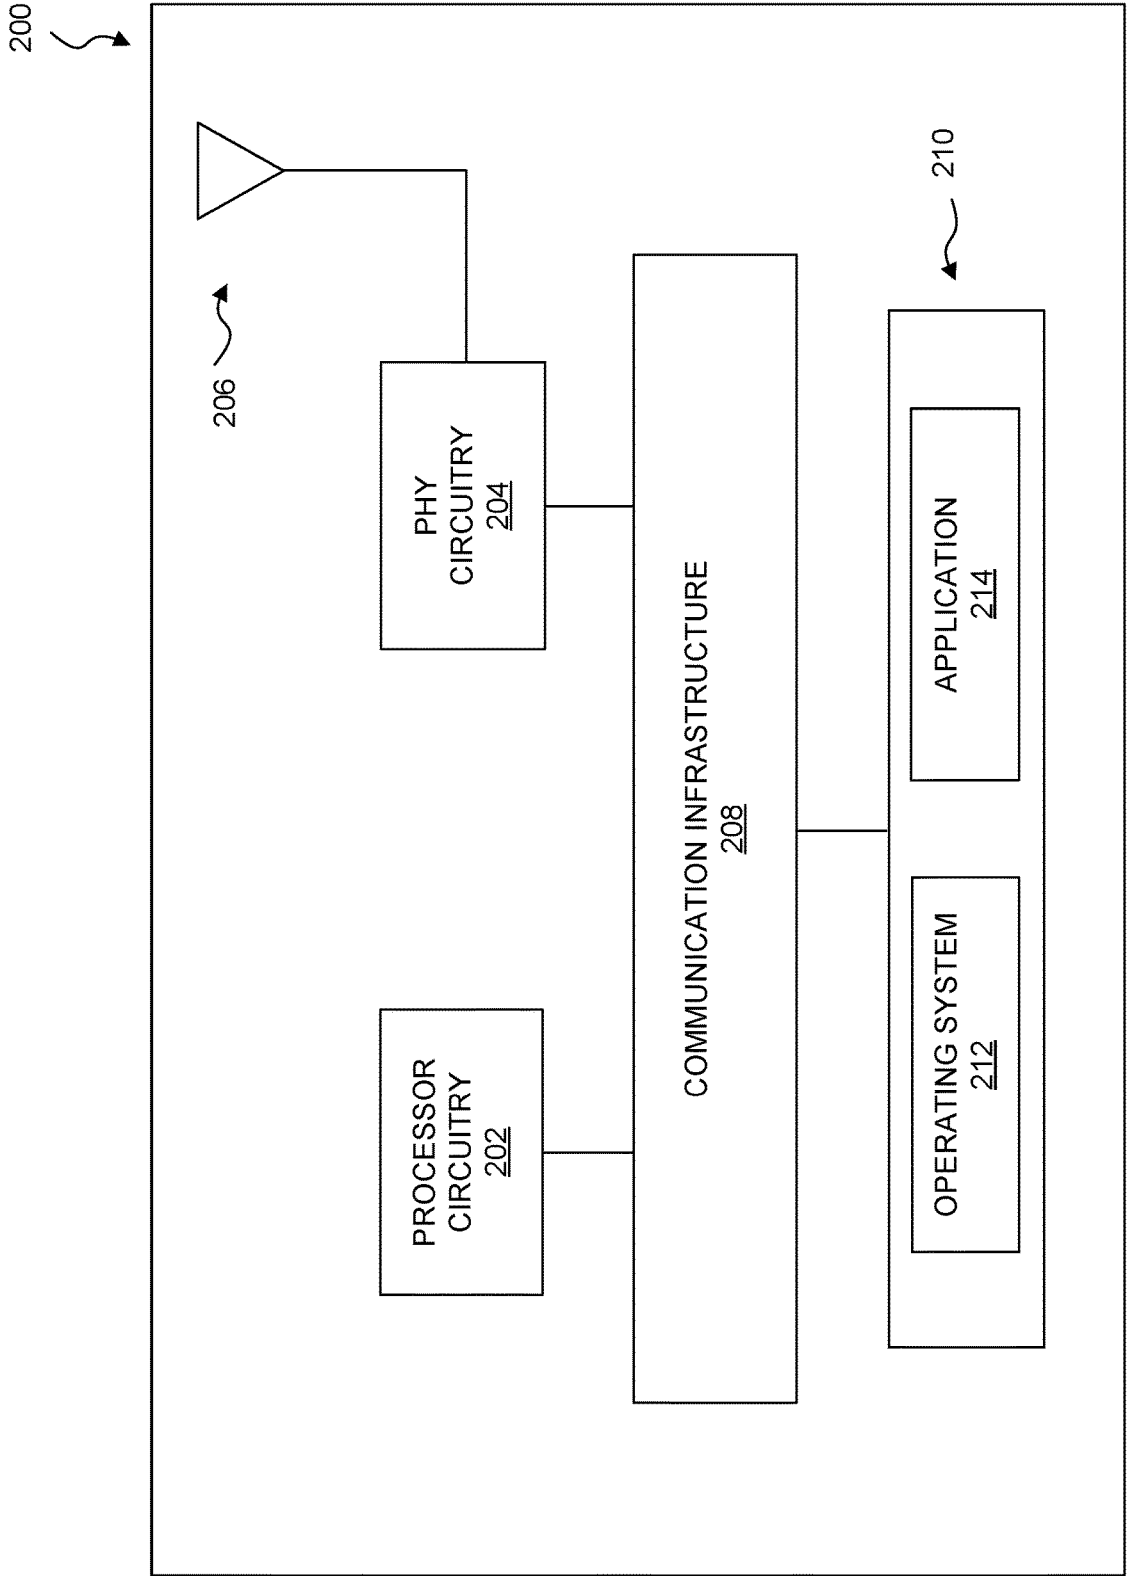 200
206
PROCESSOR
CIRCUITRY
202
PHY
CIRCUITRY
204
COMMUNICATION INFRASTRUCTURE
208
210
OPERATING SYSTEM
212
APPLICATION
214